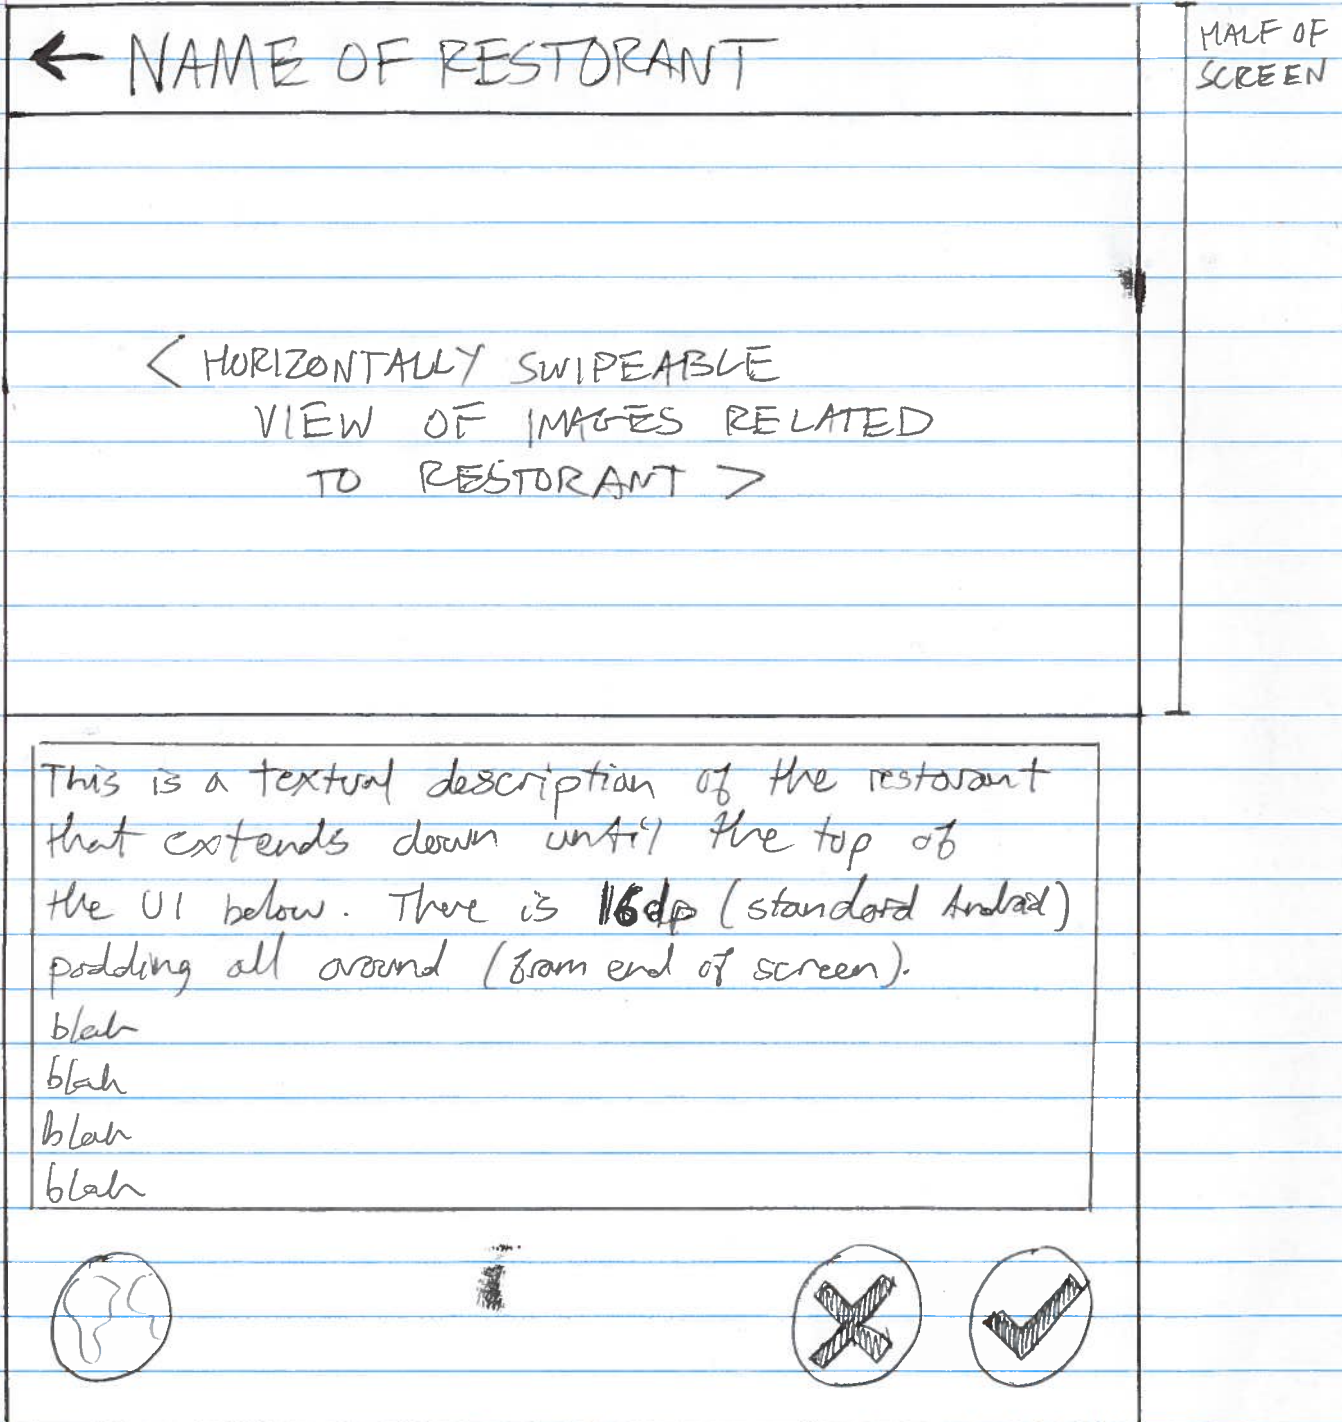 ← NAME OF RESTORANT
HALF OF
SCREEN
< HORIZONTALLY SWIPEABLE
VIEW OF IMAGES RELATED
TO RESTORANT >
This is a textual description of the restorant
that extends down until the top of
the UI below. There is 16dp (standard Android)
padding all around (from end of screen).
blah
blah
blah
blah